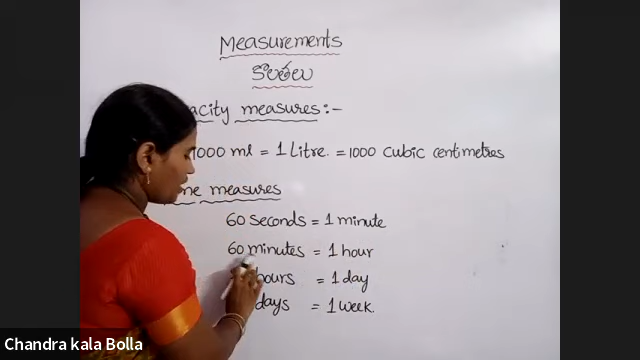 Measurements
కొలతలు
acity measures:-
1000 ml = 1 Litre. = 1000 cubic centimetres
me measures
60 seconds = 1 minute
60 minutes = 1 hour
hours = 1 day
days = 1 week.
Chandra kala Bolla